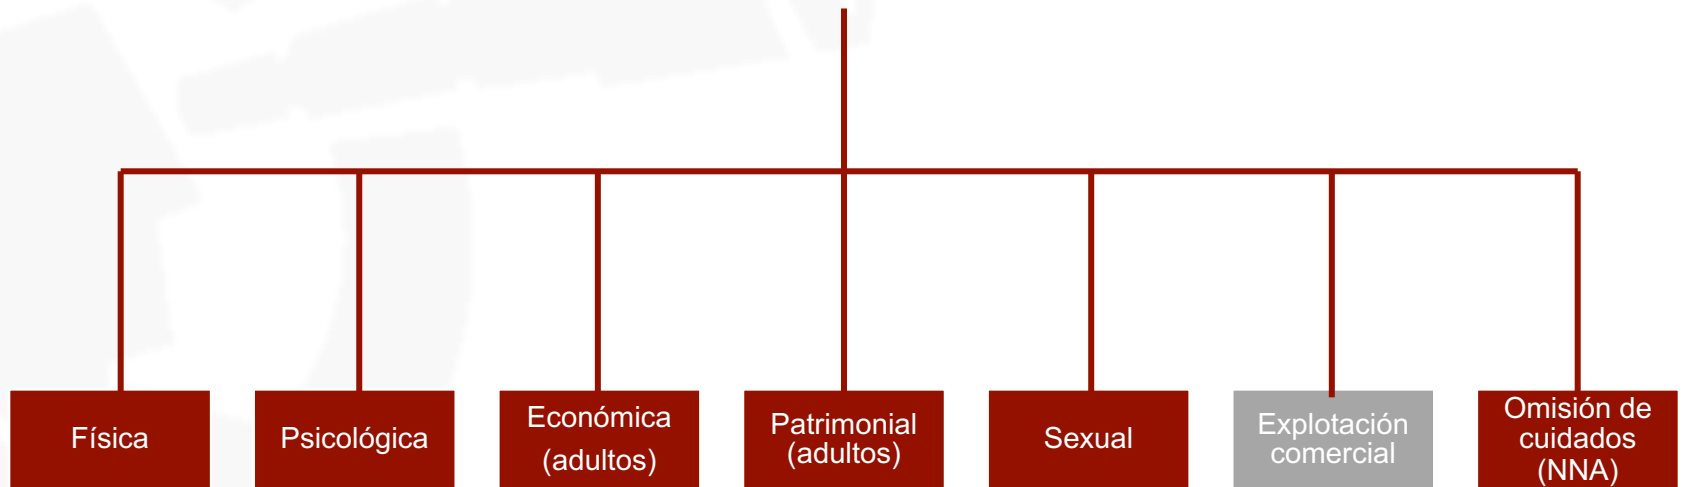 Física
Psicológica
Económica
(adultos)
Patrimonial
(adultos)
Sexual
Explotación
comercial
Omisión de
cuidados
(NNA)